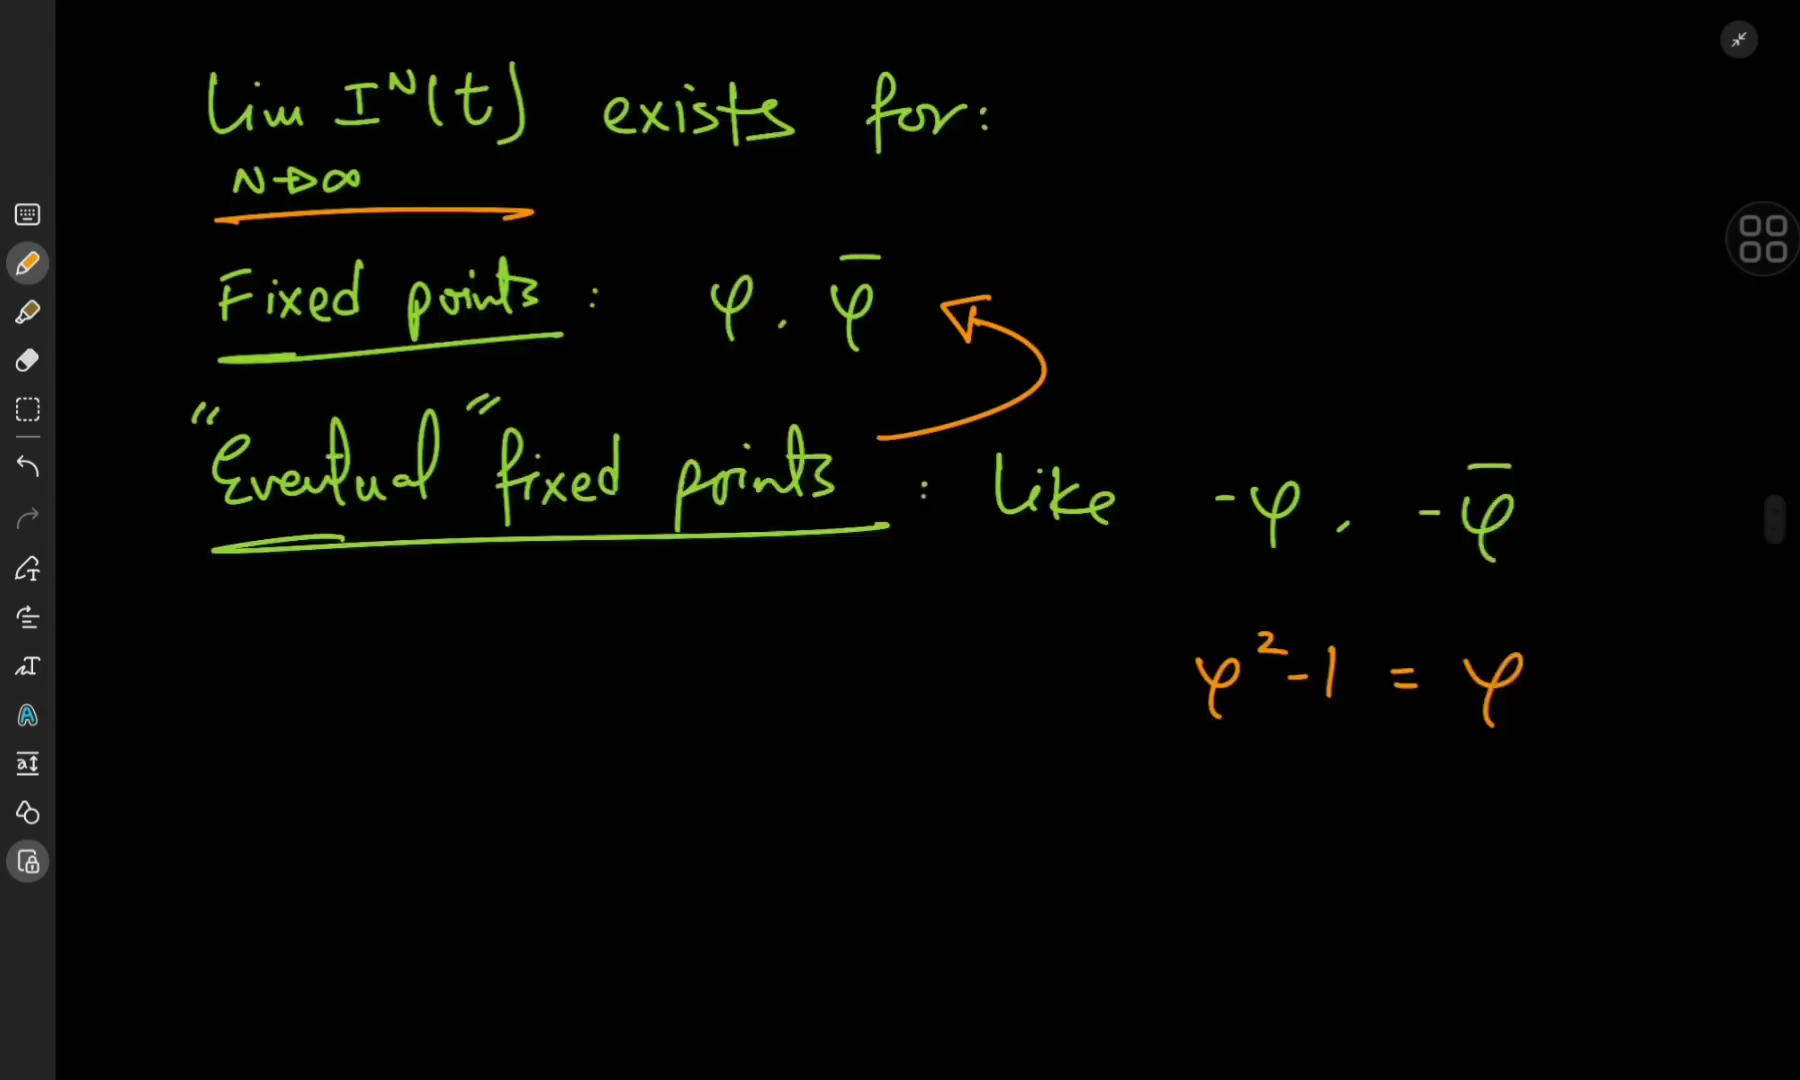 lim I^N(t) exists for:
N→∞
Fixed points : φ, φ̅
"Eventual" fixed points : like -φ, -φ̅
φ² - 1 = φ